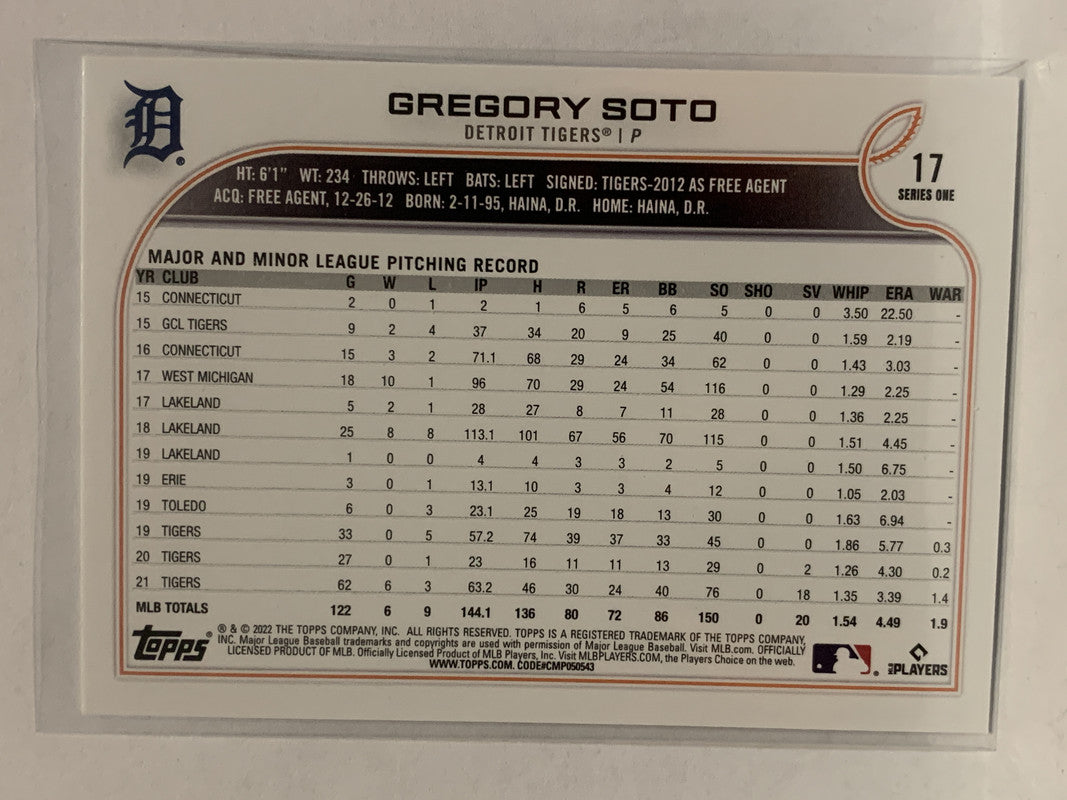 D
GREGORY SOTO
DETROIT TIGERS® | P
17
SERIES ONE
HT: 6'1" WT: 234 THROWS: LEFT BATS: LEFT SIGNED: TIGERS-2012 AS FREE AGENT
ACQ: FREE AGENT, 12-26-12 BORN: 2-11-95, HAINA, D.R. HOME: HAINA, D.R.
MAJOR AND MINOR LEAGUE PITCHING RECORD
YR CLUB G W L IP H R ER BB SO SHO SV WHIP ERA WAR
15 CONNECTICUT 2 0 1 2 1 6 5 6 5 0 0 3.50 22.50 -
15 GCL TIGERS 9 2 4 37 34 20 9 25 40 0 0 1.59 2.19 -
16 CONNECTICUT 15 3 2 71.1 68 29 24 34 62 0 0 1.43 3.03 -
17 WEST MICHIGAN 18 10 1 96 70 29 24 54 116 0 0 1.29 2.25 -
17 LAKELAND 5 2 1 28 27 8 7 11 28 0 0 1.36 2.25 -
18 LAKELAND 25 8 8 113.1 101 67 56 70 115 0 0 1.51 4.45 -
19 LAKELAND 1 0 0 4 4 3 3 2 5 0 0 1.50 6.75 -
19 ERIE 3 0 1 13.1 10 3 3 4 12 0 0 1.05 2.03 -
19 TOLEDO 6 0 3 23.1 25 19 18 13 30 0 0 1.63 6.94 -
19 TIGERS 33 0 5 57.2 74 39 37 33 45 0 0 1.86 5.77 0.3
20 TIGERS 27 0 1 23 16 11 11 13 29 0 2 1.26 4.30 0.2
21 TIGERS 62 6 3 63.2 46 30 24 40 76 0 18 1.35 3.39 1.4
MLB TOTALS 122 6 9 144.1 136 80 72 86 150 0 20 1.54 4.49 1.9
Topps®
® & © 2022 THE TOPPS COMPANY, INC. ALL RIGHTS RESERVED. TOPPS IS A REGISTERED TRADEMARK OF THE TOPPS COMPANY,
INC. Major League Baseball trademarks and copyrights are used with permission of Major League Baseball. Visit MLB.com. OFFICIALLY
LICENSED PRODUCT OF MLB. Officially Licensed Product of MLB Players, Inc. Visit MLBPLAYERS.COM, the Players Choice on the web.
WWW.TOPPS.COM. CODE#CMP050543
MLB PLAYERS